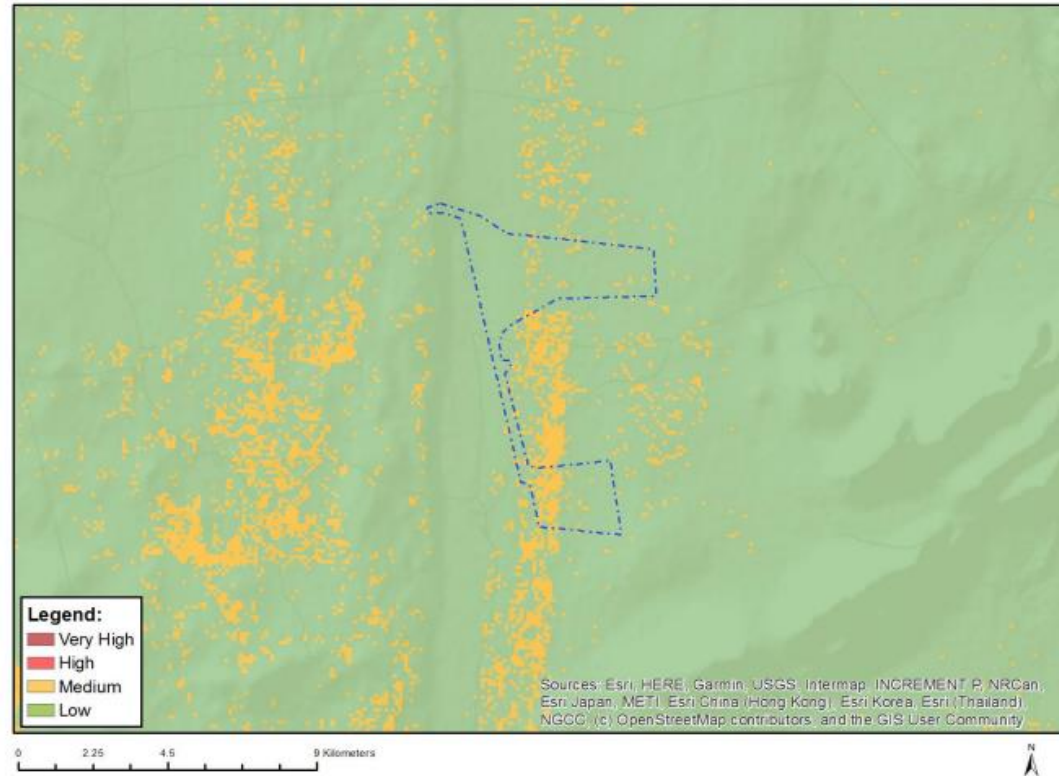 Legend:
Very High
High
Medium
Low
Sources: Esri, HERE, Garmin, USGS, Intermap, INCREMENT P, NRCan,
Esri Japan, METI, Esri China (Hong Kong), Esri Korea, Esri (Thailand),
NGCC, (c) OpenStreetMap contributors, and the GIS User Community
0 2.25 4.5 9 Kilometers
N